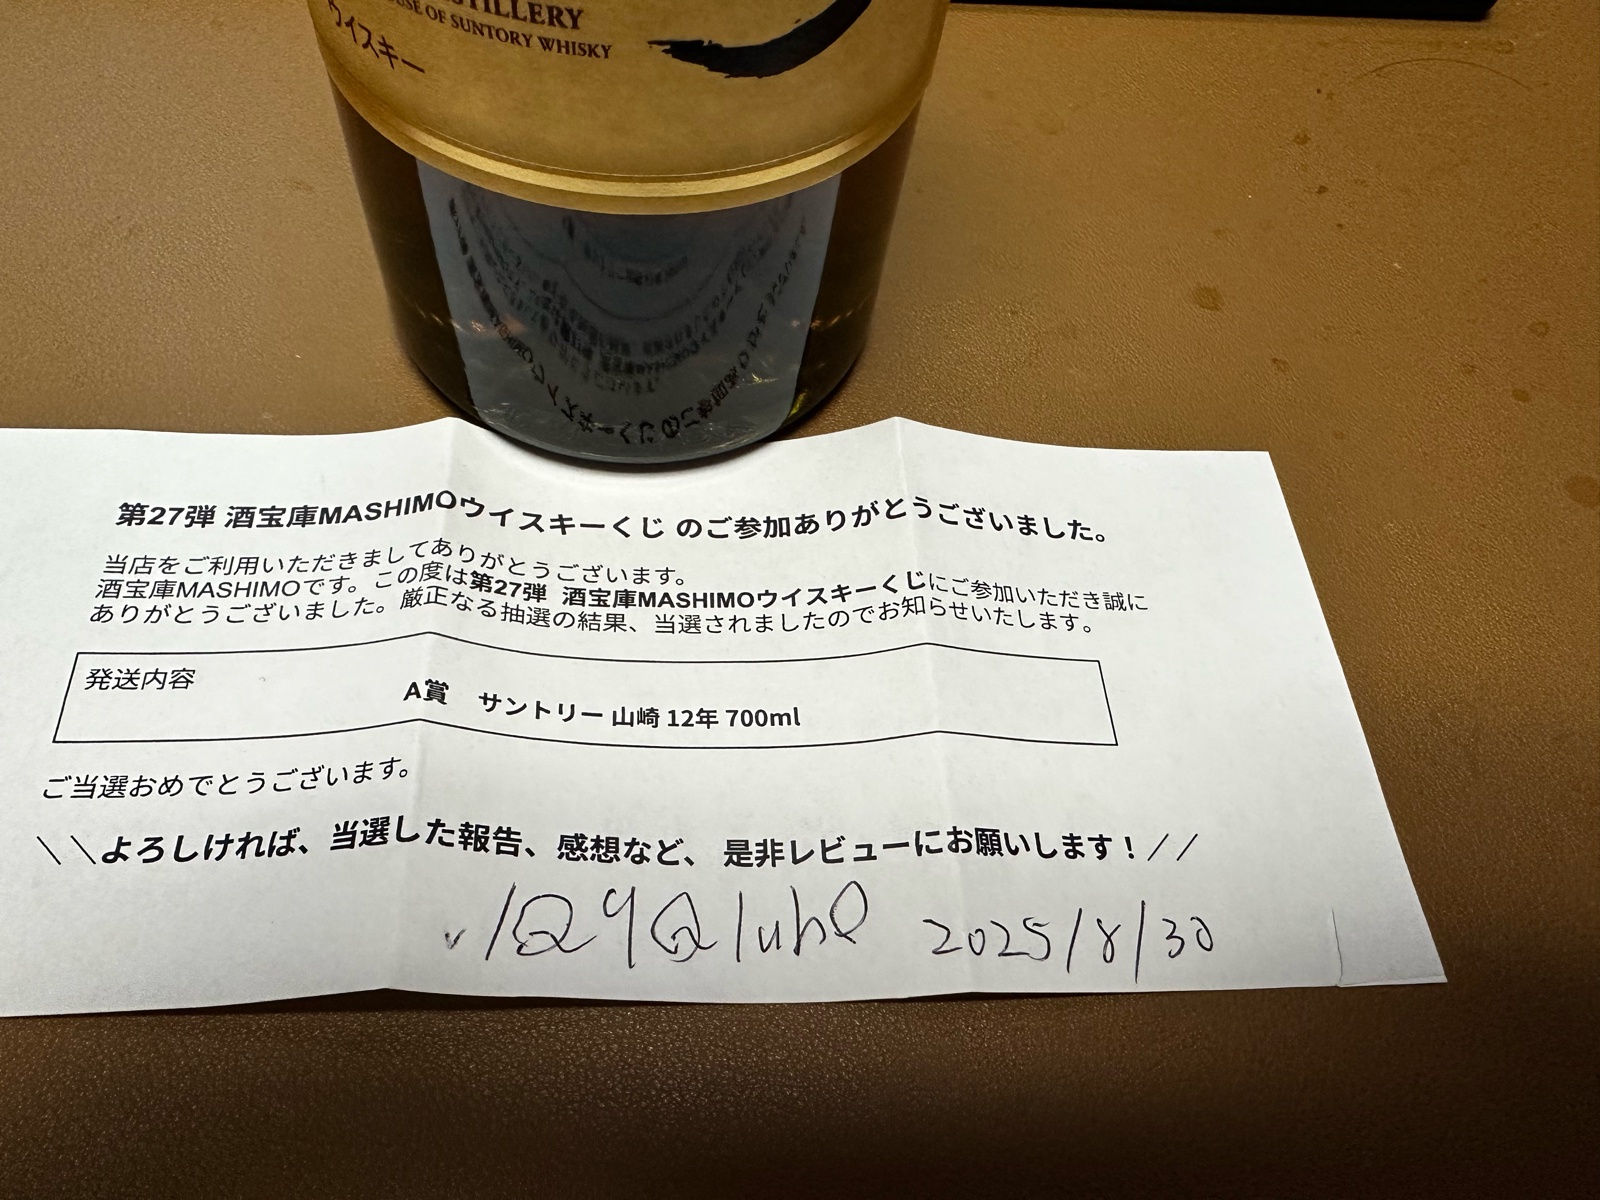 DISTILLERY
HOUSE OF SUNTORY WHISKY
ウイスキー
第27弾 酒宝庫MASHIMOウイスキーくじ のご参加ありがとうございました。
当店をご利用いただきましてありがとうございます。
酒宝庫MASHIMOです。この度は第27弾 酒宝庫MASHIMOウイスキーくじにご参加いただき誠に
ありがとうございました。厳正なる抽選の結果、当選されましたのでお知らせいたします。
発送内容
A賞 サントリー 山崎 12年 700ml
ご当選おめでとうございます。
\\よろしければ、当選した報告、感想など、 是非レビューにお願いします！//
2025/8/30